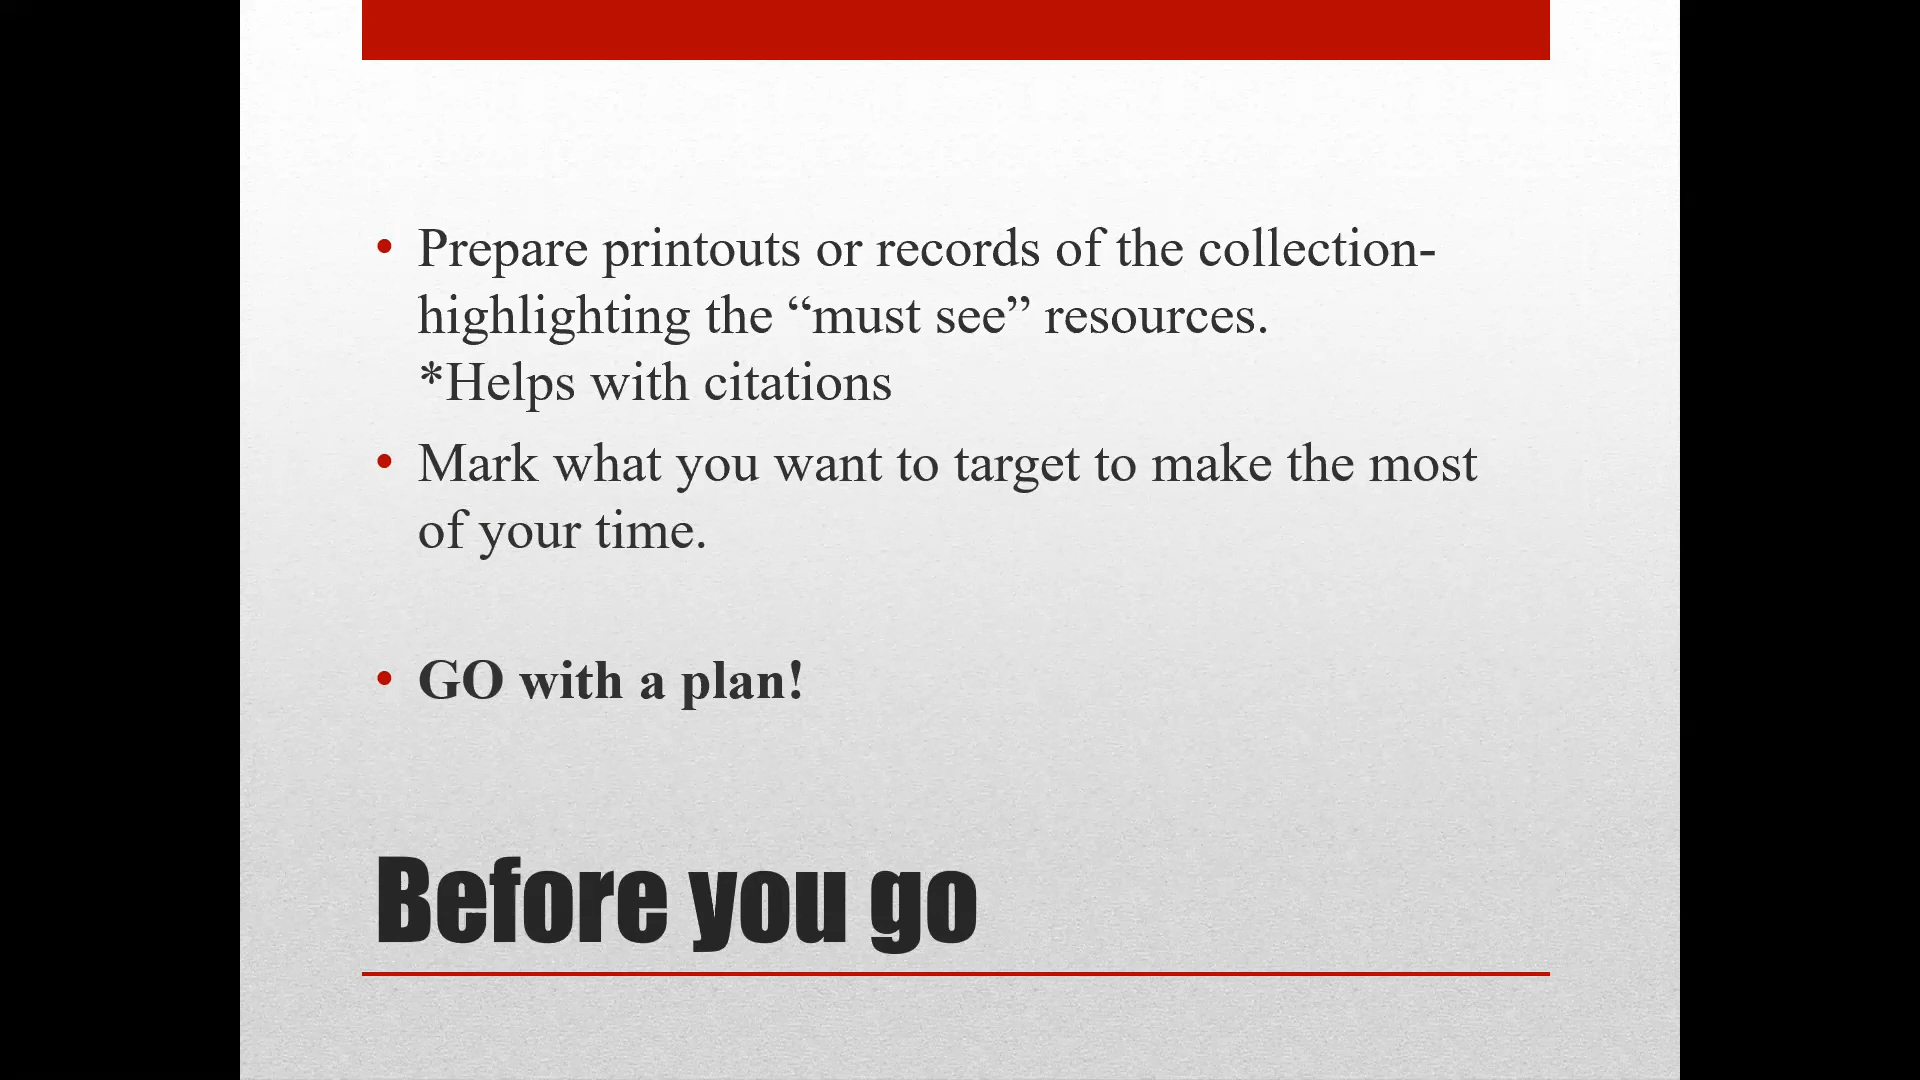 • Prepare printouts or records of the collection-
highlighting the “must see” resources.
*Helps with citations
• Mark what you want to target to make the most
of your time.
• GO with a plan!
Before you go